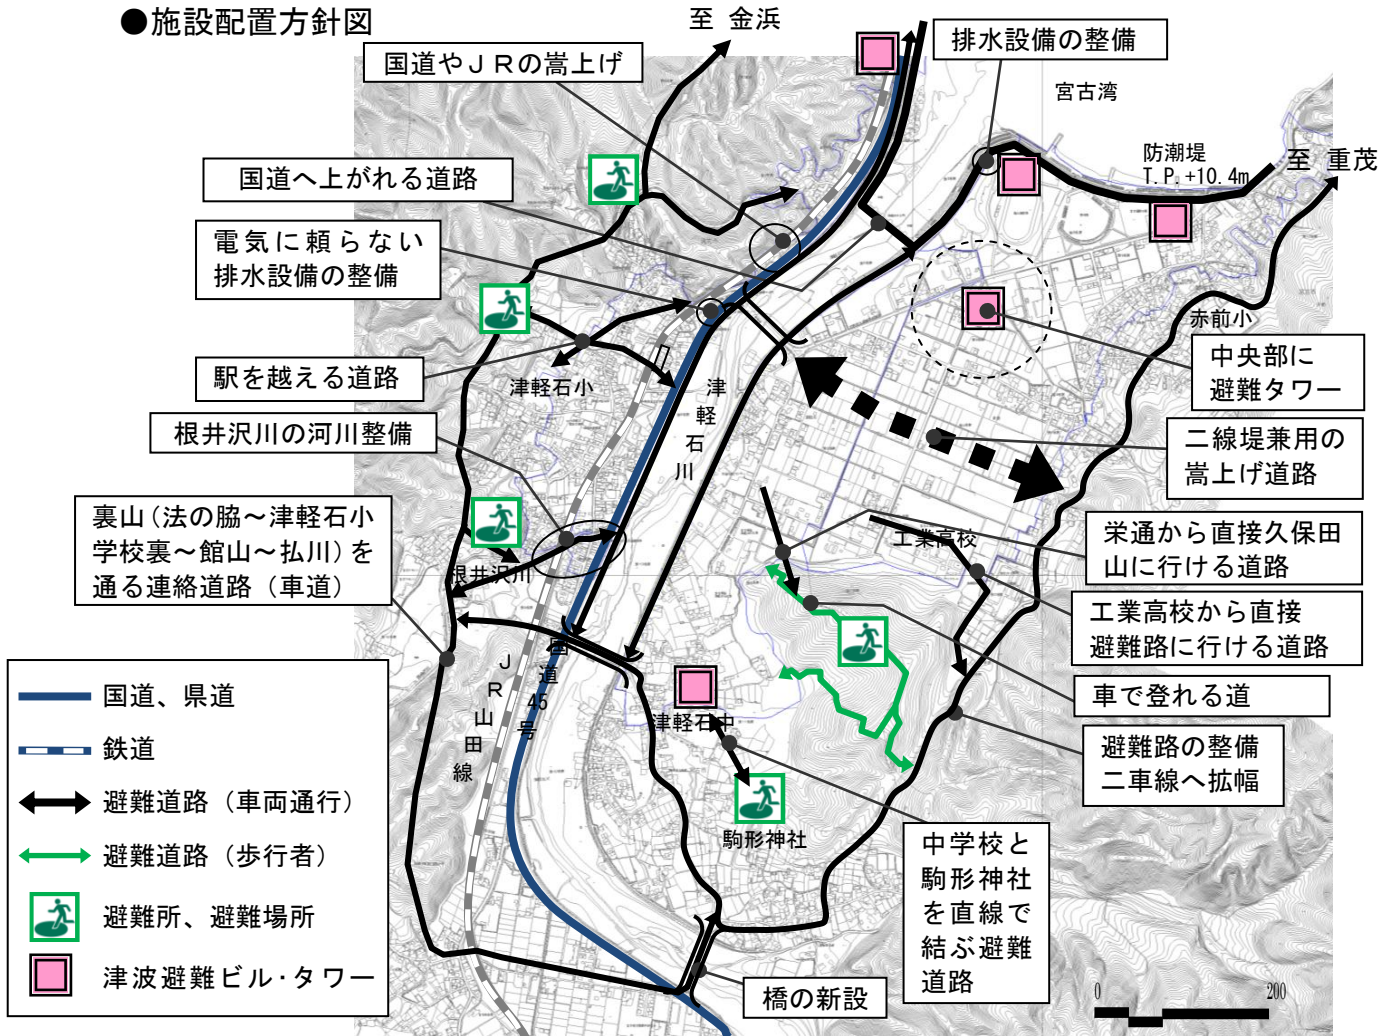 ●施設配置方針図
至 金浜
国道やＪＲの嵩上げ
排水設備の整備
宮古湾
防潮堤
T.P.+10.4m
至 重茂
国道へ上がれる道路
電気に頼らない
排水設備の整備
赤前小
中央部に
避難タワー
駅を越える道路
津軽石小
津軽石川
根井沢川の河川整備
二線堤兼用の
嵩上げ道路
裏山（法の脇～津軽石小
学校裏～館山～払川）を
通る連絡道路（車道）
根井沢川
工業高校
栄通から直接久保田
山に行ける道路
工業高校から直接
避難路に行ける道路
車で登れる道
避難路の整備
二車線へ拡幅
ＪＲ山田線
国道45号
津軽石中
駒形神社
中学校と
駒形神社
を直線で
結ぶ避難
道路
橋の新設
国道、県道
鉄道
避難道路（車両通行）
避難道路（歩行者）
避難所、避難場所
津波避難ビル・タワー
0 200